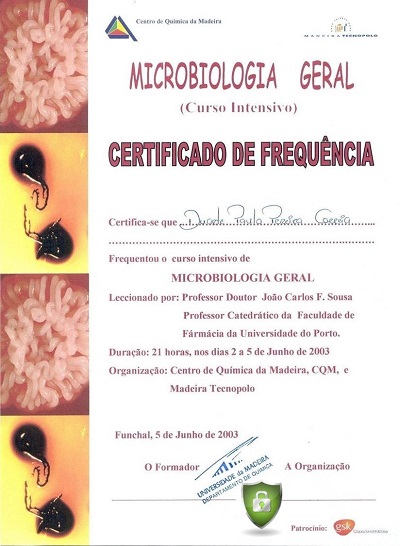 Centro de Química da Madeira
MADEIRA TECNOPOLO
MICROBIOLOGIA GERAL
(Curso Intensivo)
CERTIFICADO DE FREQUÊNCIA
Certifica-se que Duarte Paulo Pereira Correia
Frequentou o curso intensivo de
MICROBIOLOGIA GERAL
Leccionado por: Professor Doutor João Carlos F. Sousa
Professor Catedrático da Faculdade de
Fármácia da Universidade do Porto.
Duração: 21 horas, nos dias 2 a 5 de Junho de 2003
Organização: Centro de Química da Madeira, CQM, e
Madeira Tecnopolo
Funchal, 5 de Junho de 2003
O Formador
A Organização
UNIVERSIDADE da MADEIRA
DEPARTAMENTO DE QUÍMICA
Patrocínio: gsk GlaxoSmithKline